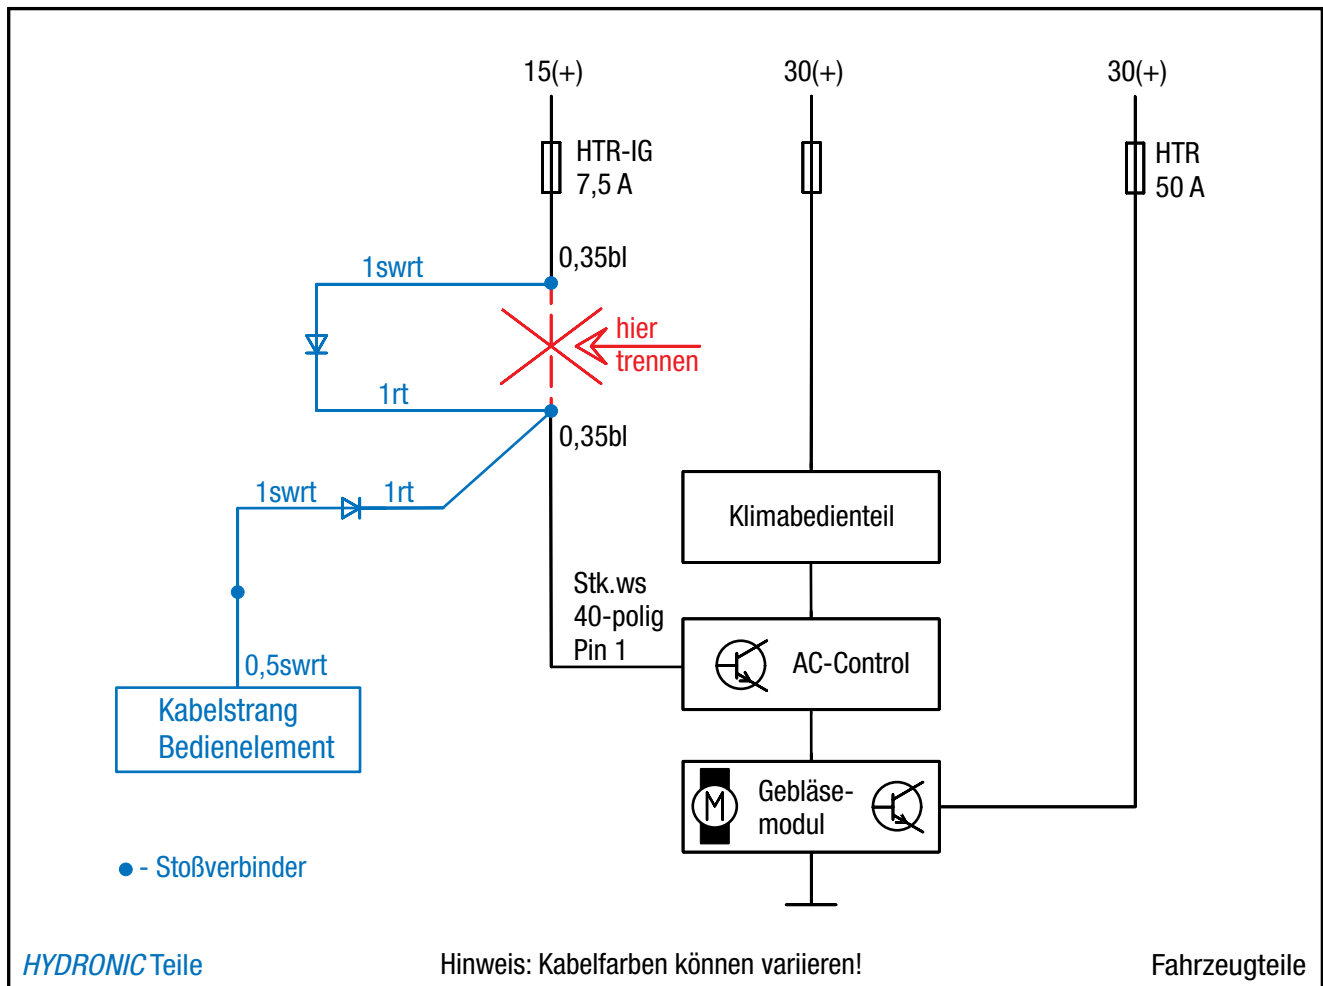 15(+)
30(+)
30(+)
HTR-IG
7,5 A
HTR
50 A
0,35bl
1swrt
hier
trennen
1rt
0,35bl
1swrt
1rt
Klimabedienteil
Stk.ws
40-polig
Pin 1
AC-Control
0,5swrt
Kabelstrang
Bedienelement
M
Gebläse-
modul
- Stoßverbinder
HYDRONIC Teile
Hinweis: Kabelfarben können variieren!
Fahrzeugteile